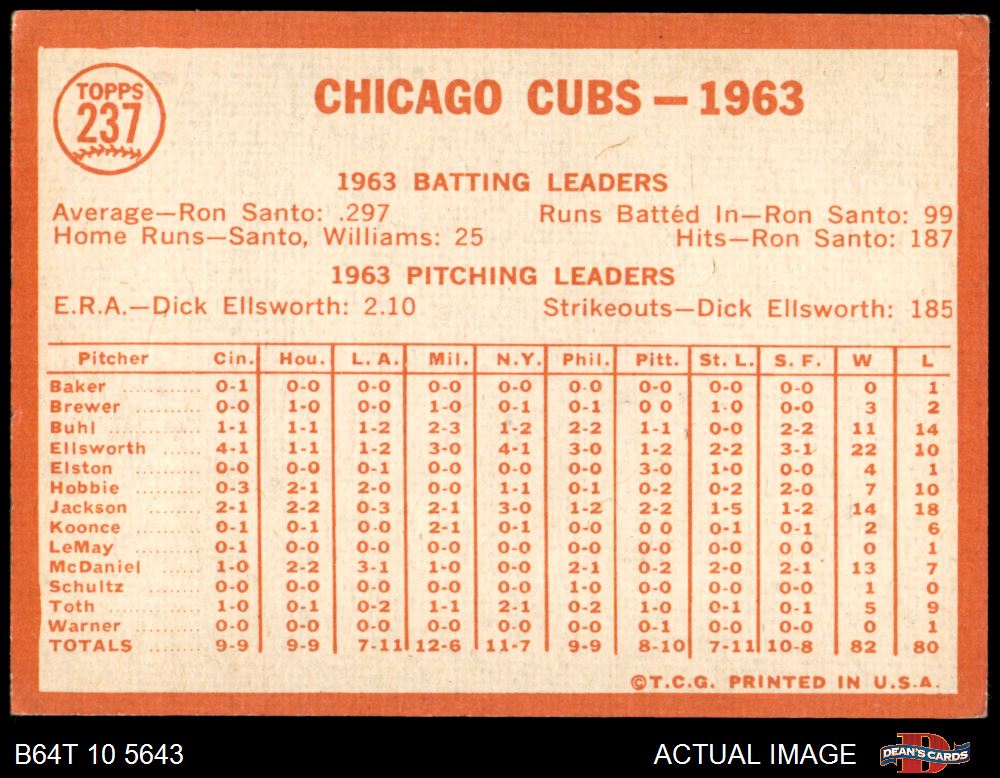 TOPPS
237
CHICAGO CUBS — 1963
1963 BATTING LEADERS
Average—Ron Santo: .297 Runs Batted In—Ron Santo: 99
Home Runs—Santo, Williams: 25 Hits—Ron Santo: 187
1963 PITCHING LEADERS
E.R.A.—Dick Ellsworth: 2.10 Strikeouts—Dick Ellsworth: 185
Pitcher Cin. Hou. L. A. Mil. N.Y. Phil. Pitt. St. L. S. F. W L
Baker .......... 0-1 0-0 0-0 0-0 0-0 0-0 0-0 0-0 0-0 0 1
Brewer .......... 0-0 1-0 0-0 1-0 0-1 0-1 0 0 1-0 0-0 3 2
Buhl .......... 1-1 1-1 1-2 2-3 1-2 2-2 1-1 0-0 2-2 11 14
Ellsworth .......... 4-1 1-1 1-2 3-0 4-1 3-0 1-2 2-2 3-1 22 10
Elston .......... 0-0 0-0 0-1 0-0 0-0 0-0 3-0 1-0 0-0 4 1
Hobbie .......... 0-3 2-1 2-0 0-0 1-1 0-1 0-2 0-2 2-0 7 10
Jackson .......... 2-1 2-2 0-3 2-1 3-0 1-2 2-2 1-5 1-2 14 18
Koonce .......... 0-1 0-1 0-0 2-1 0-1 0-0 0 0 0-1 0-1 2 6
LeMay .......... 0-1 0-0 0-0 0-0 0-0 0-0 0-0 0-0 0 0 0 1
McDaniel .......... 1-0 2-2 3-1 1-0 0-0 2-1 0-2 2-0 2-1 13 7
Schultz .......... 0-0 0-0 0-0 0-0 0-0 1-0 0-0 0-0 0-0 1 0
Toth .......... 1-0 0-1 0-2 1-1 2-1 0-2 1-0 0-1 0-1 5 9
Warner .......... 0-0 0-0 0-0 0-0 0-0 0-0 0-1 0-0 0-0 0 1
TOTALS .......... 9-9 9-9 7-11 12-6 11-7 9-9 8-10 7-11 10-8 82 80
©T.C.G. PRINTED IN U.S.A.
B64T 10 5643 ACTUAL IMAGE DEAN'S CARDS